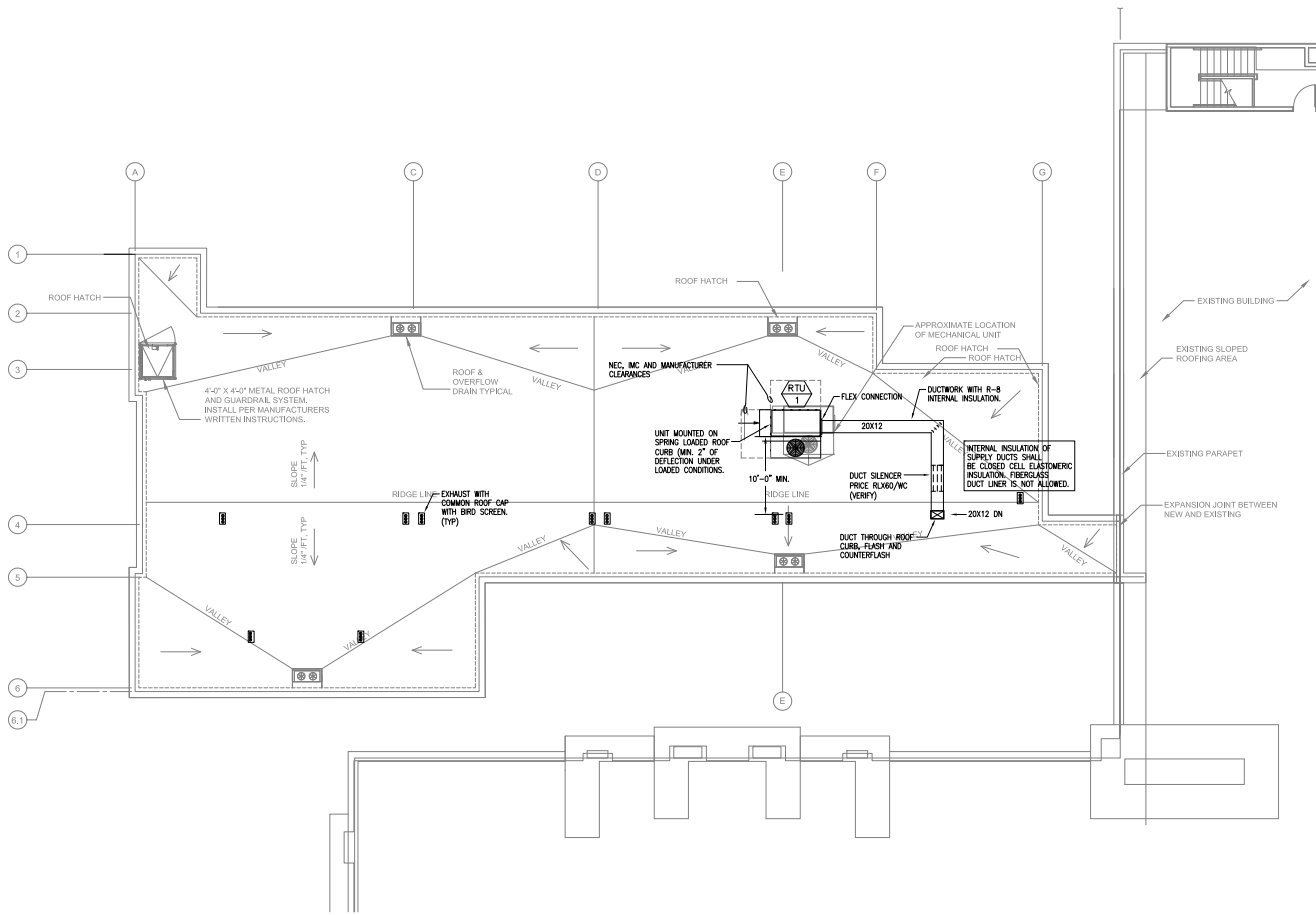 A
C
D
E
F
G
1
2
3
4
5
6
6.1
ROOF HATCH
4'-0" X 4'-0" METAL ROOF HATCH
AND GUARDRAIL SYSTEM.
INSTALL PER MANUFACTURERS
WRITTEN INSTRUCTIONS.
VALLEY
ROOF &
OVERFLOW
DRAIN TYPICAL
VALLEY
ROOF HATCH
VALLEY
VALLEY
APPROXIMATE LOCATION
OF MECHANICAL UNIT
ROOF HATCH
ROOF HATCH
EXISTING BUILDING
EXISTING SLOPED
ROOFING AREA
NEC, IMC AND MANUFACTURER
CLEARANCES
RTU
1
FLEX CONNECTION
DUCTWORK WITH R-8
INTERNAL INSULATION.
20X12
UNIT MOUNTED ON
SPRING LOADED ROOF
CURB (MIN. 2" OF
DEFLECTION UNDER
LOADED CONDITIONS.
10'-0" MIN.
DUCT SILENCER
PRICE RLX60/WC
(VERIFY)
VALLEY
INTERNAL INSULATION OF
SUPPLY DUCTS SHALL
BE CLOSED CELL ELASTOMERIC
INSULATION. FIBERGLASS
DUCT LINER IS NOT ALLOWED.
EXISTING PARAPET
EXPANSION JOINT BETWEEN
NEW AND EXISTING
SLOPE
1/4" /FT, TYP
SLOPE
1/4" /FT, TYP
RIDGE LINE
EXHAUST WITH
COMMON ROOF CAP
WITH BIRD SCREEN.
(TYP)
RIDGE LINE
20X12 DN
DUCT THROUGH ROOF
CURB, FLASH AND
COUNTERFLASH
VALLEY
VALLEY
VALLEY
VALLEY
VALLEY
E